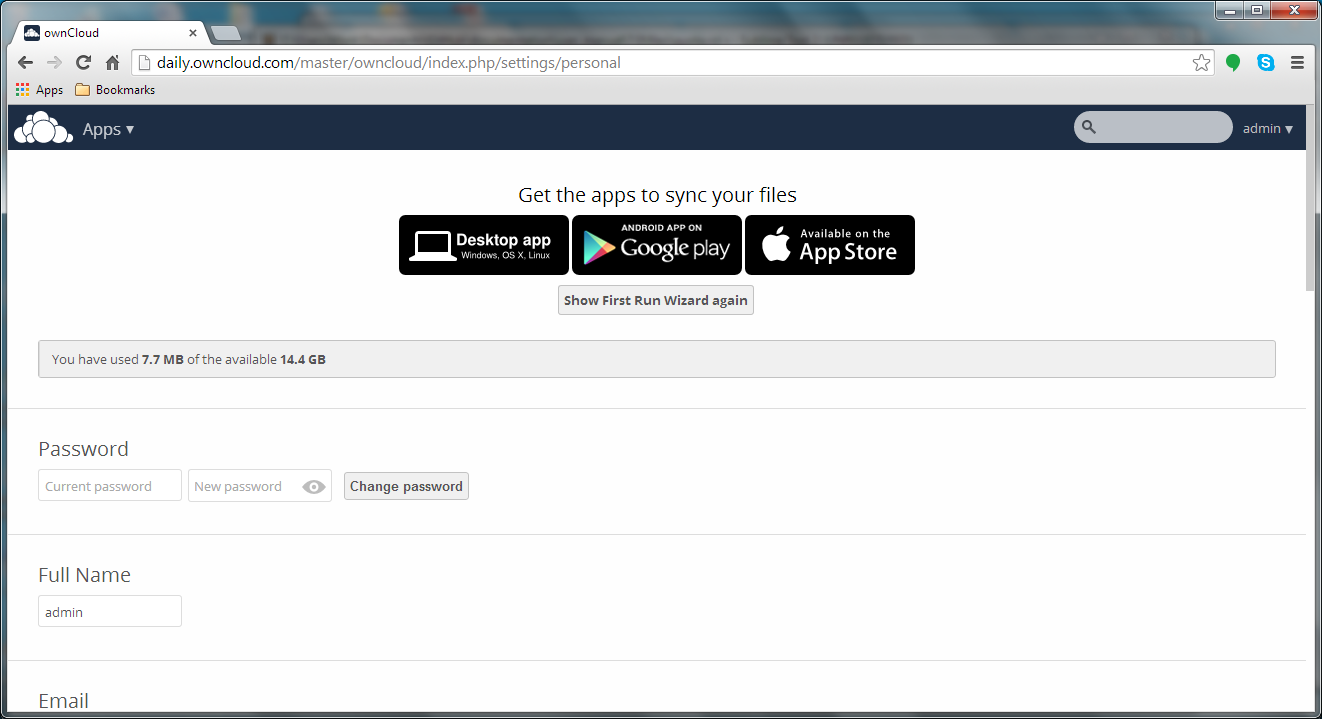 ownCloud
daily.owncloud.com/master/owncloud/index.php/settings/personal
Apps
Bookmarks
Apps ▾
admin ▾
Get the apps to sync your files
Desktop app
Windows, OS X, Linux
ANDROID APP ON
Google play
Available on the
App Store
Show First Run Wizard again
You have used 7.7 MB of the available 14.4 GB
Password
Current password
New password
Change password
Full Name
admin
Email